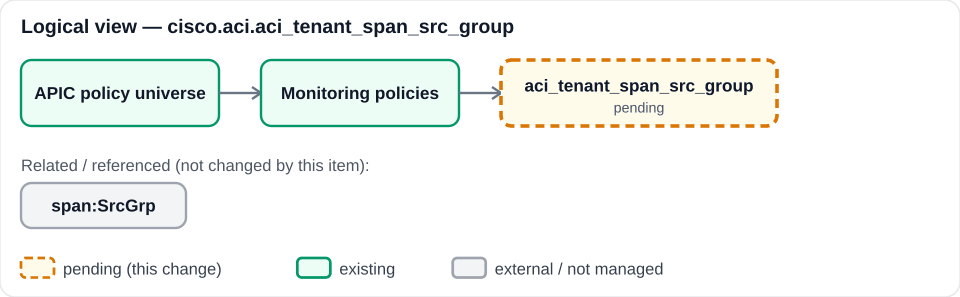 Logical view — cisco.aci.aci_tenant_span_src_group
APIC policy universe
Monitoring policies
aci_tenant_span_src_group
pending
Related / referenced (not changed by this item):
span:SrcGrp
pending (this change)
existing
external / not managed